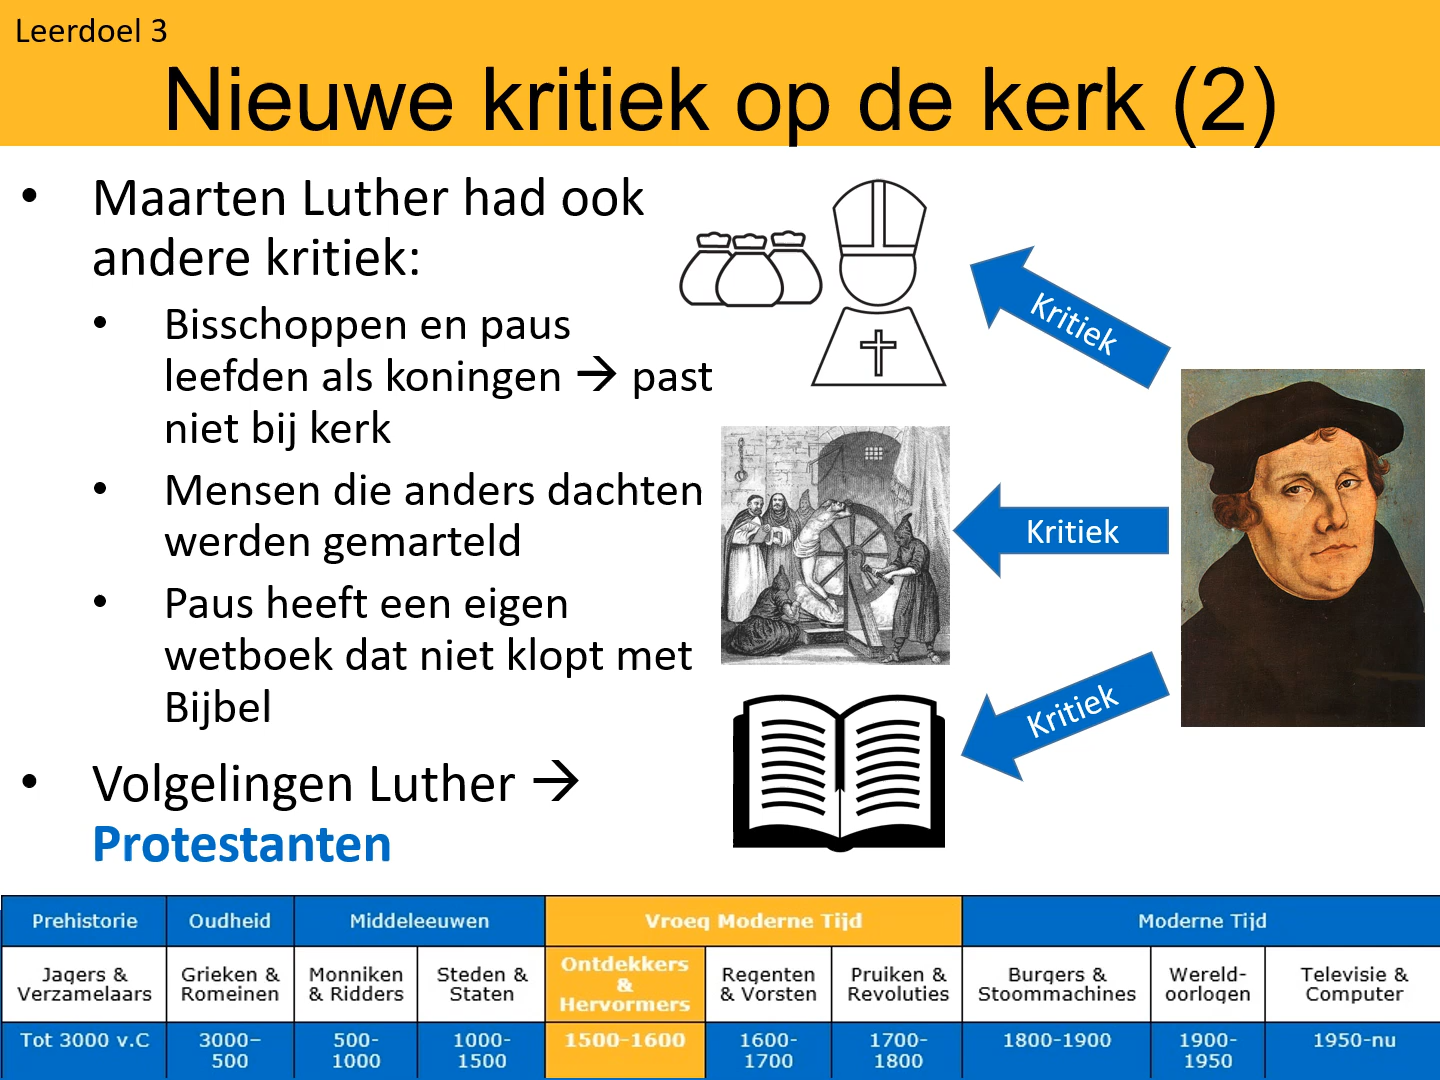 Leerdoel 3
Nieuwe kritiek op de kerk (2)
• Maarten Luther had ook
andere kritiek:
• Bisschoppen en paus
leefden als koningen → past
niet bij kerk
• Mensen die anders dachten
werden gemarteld
• Paus heeft een eigen
wetboek dat niet klopt met
Bijbel
• Volgelingen Luther →
Protestanten
Kritiek
Kritiek
Kritiek
Prehistorie Oudheid Middeleeuwen Vroeg Moderne Tijd Moderne Tijd
Jagers &
Verzamelaars
Grieken &
Romeinen
Monniken
& Ridders
Steden &
Staten
Ontdekkers
&
Hervormers
Regenten
& Vorsten
Pruiken &
Revoluties
Burgers &
Stoommachines
Wereld-
oorlogen
Televisie &
Computer
Tot 3000 v.C
3000–
500
500-
1000
1000-
1500
1500-1600
1600-
1700
1700-
1800
1800-1900
1900-
1950
1950-nu